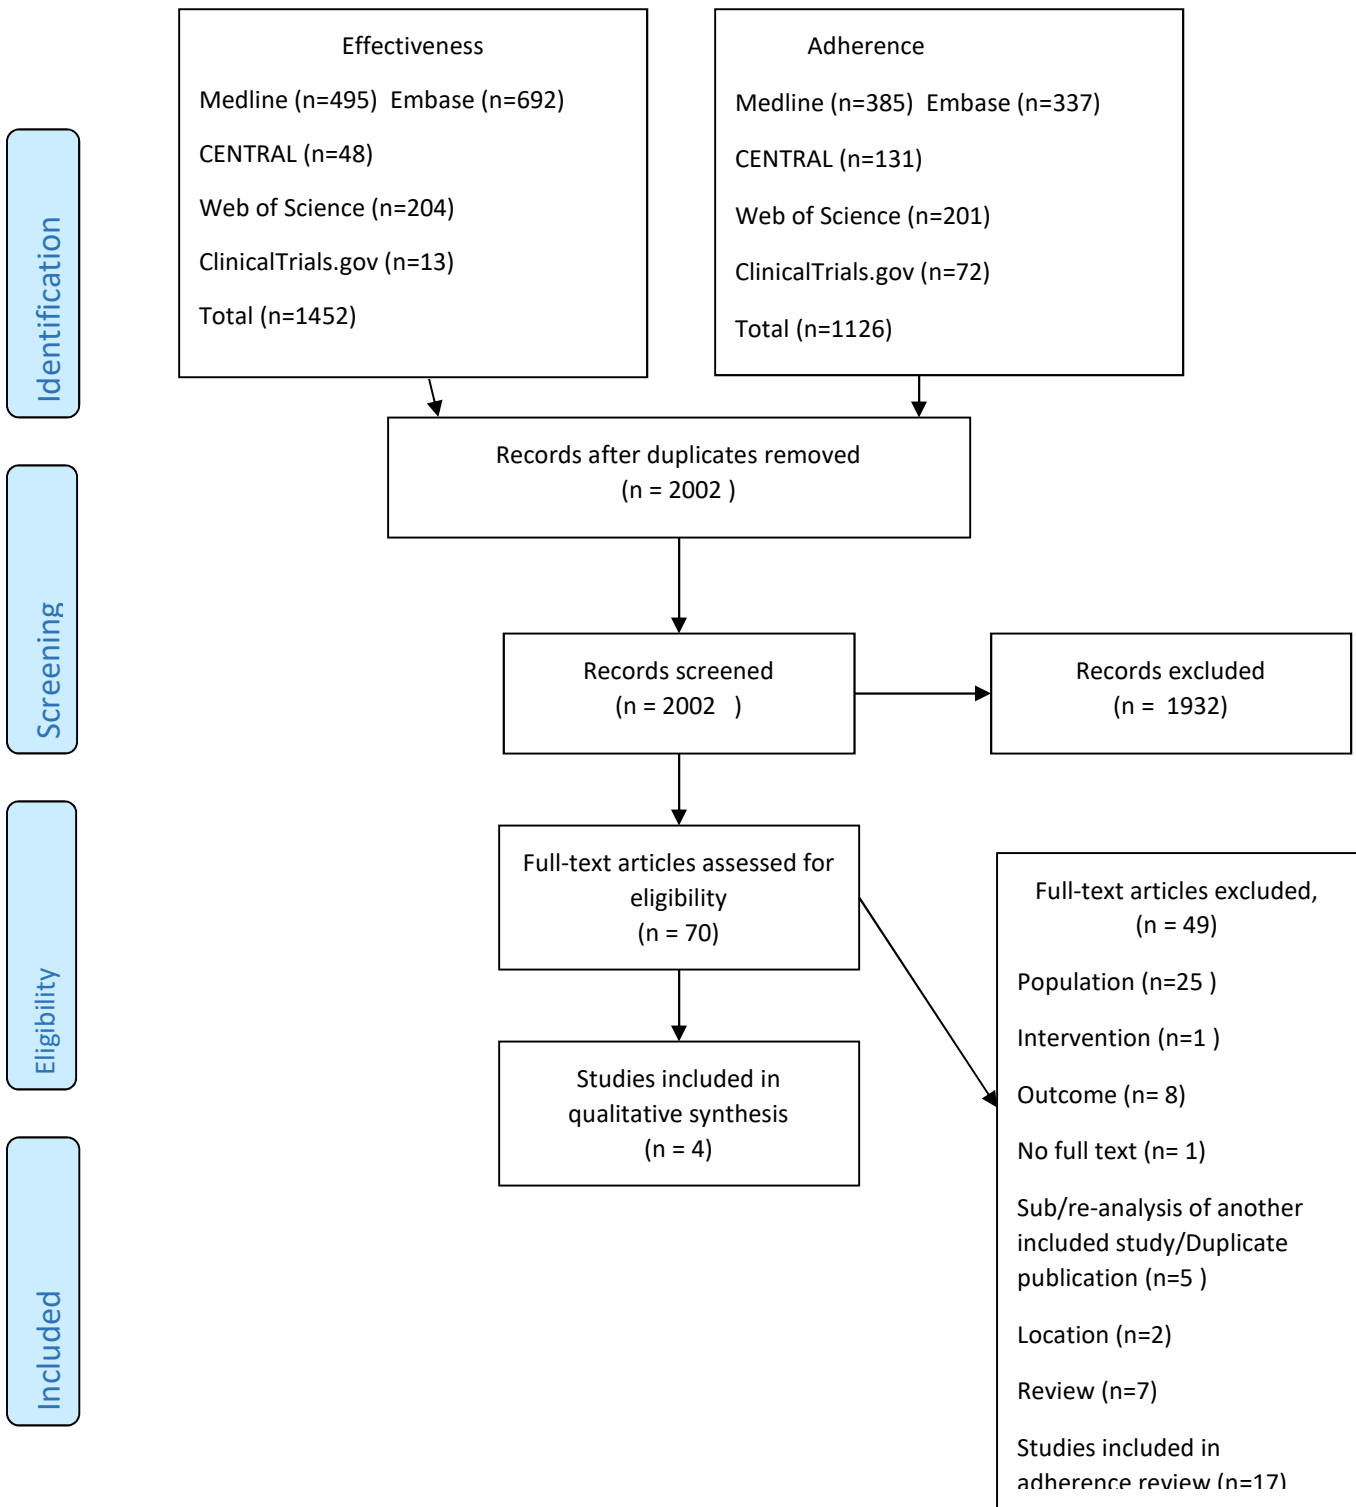 Effectiveness
Medline (n=495)  Embase (n=692)
CENTRAL (n=48)
Web of Science (n=204)
ClinicalTrials.gov (n=13)
Total (n=1452)
Adherence
Medline (n=385)  Embase (n=337)
CENTRAL (n=131)
Web of Science (n=201)
ClinicalTrials.gov (n=72)
Total (n=1126)
Identification
Records after duplicates removed
(n = 2002 )
Screening
Records screened
(n = 2002   )
Records excluded
(n =  1932)
Eligibility
Full-text articles assessed for
eligibility
(n = 70)
Full-text articles excluded,
(n = 49)
Population (n=25 )
Intervention (n=1 )
Outcome (n= 8)
No full text (n= 1)
Sub/re-analysis of another
included study/Duplicate
publication (n=5 )
Location (n=2)
Review (n=7)
Studies included in
adherence review (n=17)
Studies included in
qualitative synthesis
(n = 4)
Included